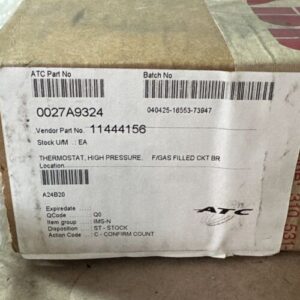 ATC Part No
Batch No
0027A9324
040425-16553-73947
Vendor Part No. 11444156
Stock U/M .: EA
THERMOSTAT, HIGH PRESSURE, F/GAS FILLED CKT BR
Location......
A24B20
Expiredate .....
QCode Q0
Item group IMS-N
Disposition ST - STOCK
Action Code C - CONFIRM COUNT
ATC